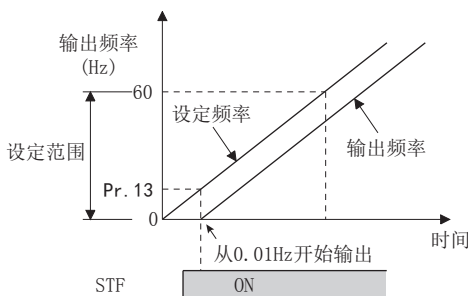 输出频率
(Hz)
60
设定频率
设定范围
输出频率
Pr.13
0
时间
从0.01Hz开始输出
STF
ON